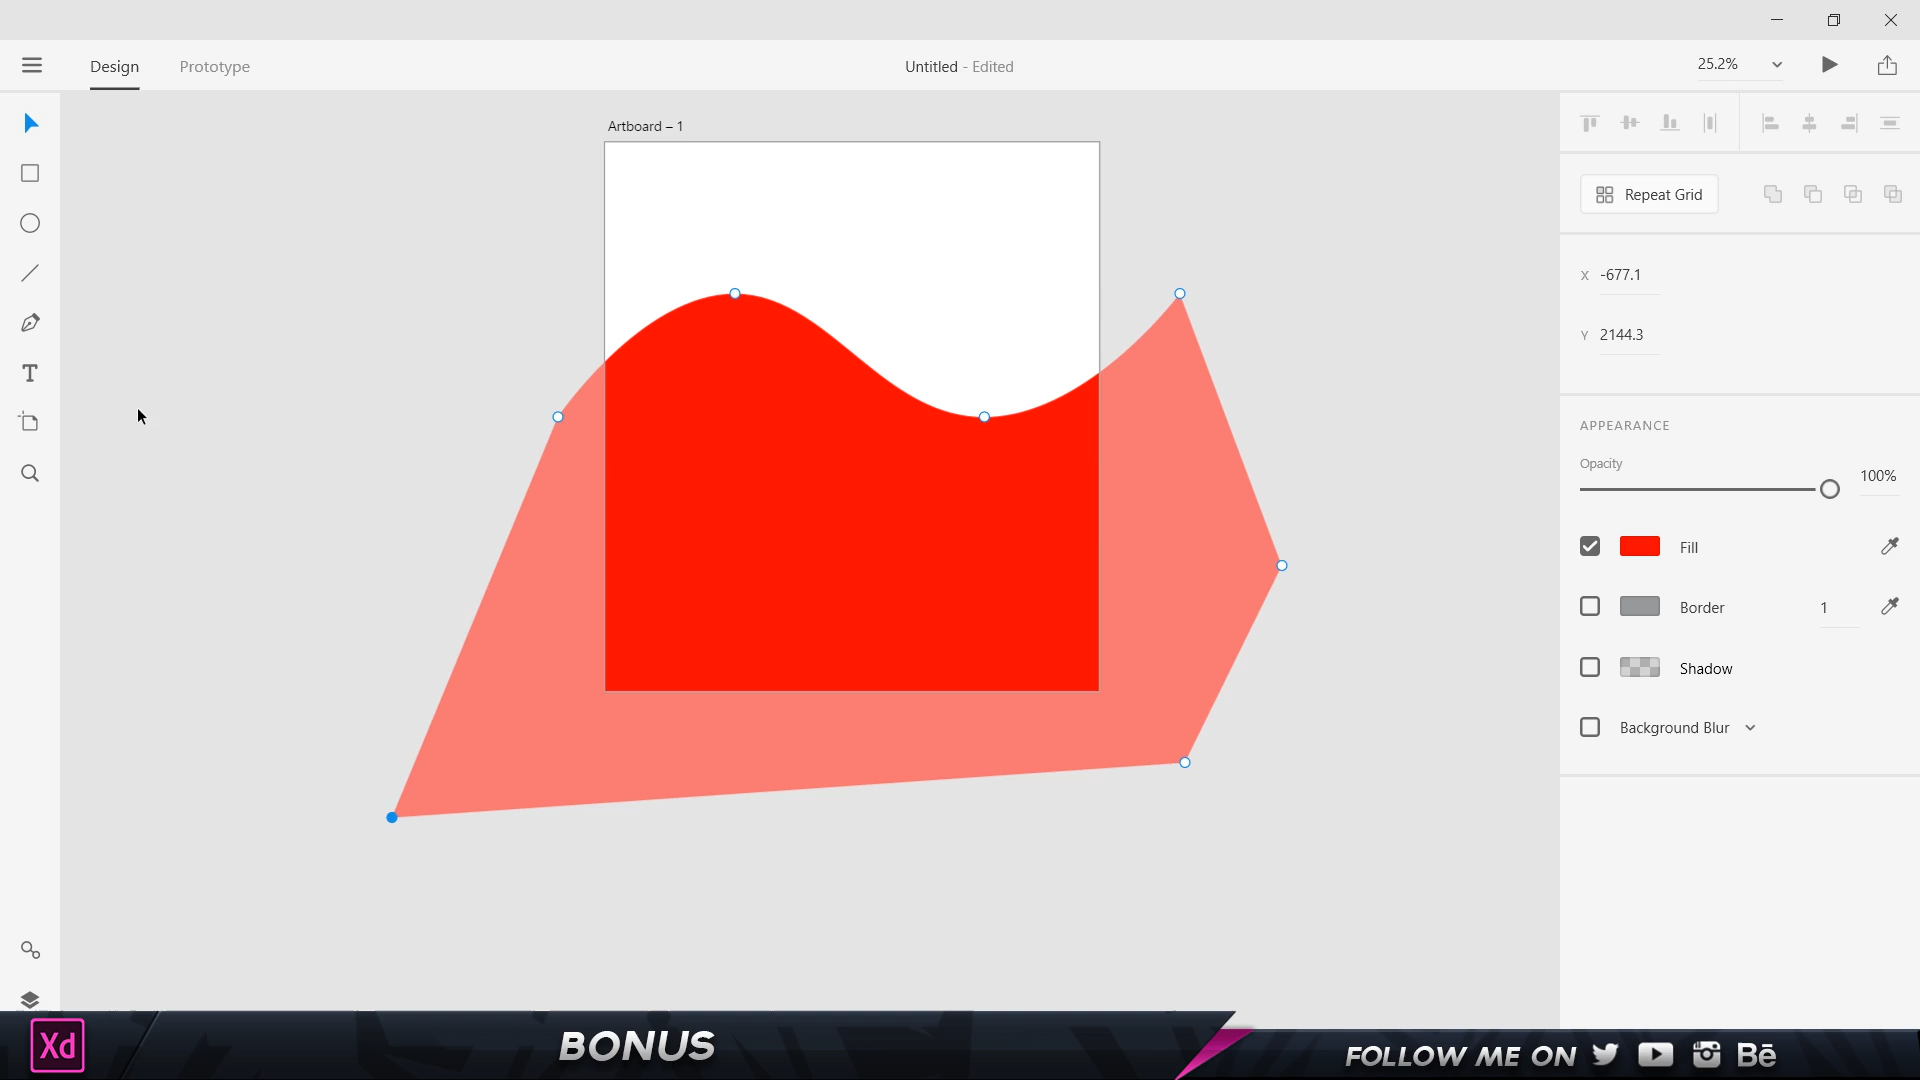 Design
Prototype
Untitled - Edited
25.2%
Artboard – 1
Repeat Grid
X -677.1
Y 2144.3
APPEARANCE
Opacity
100%
Fill
Border
1
Shadow
Background Blur
T
Xd
BONUS
FOLLOW ME ON
Bē